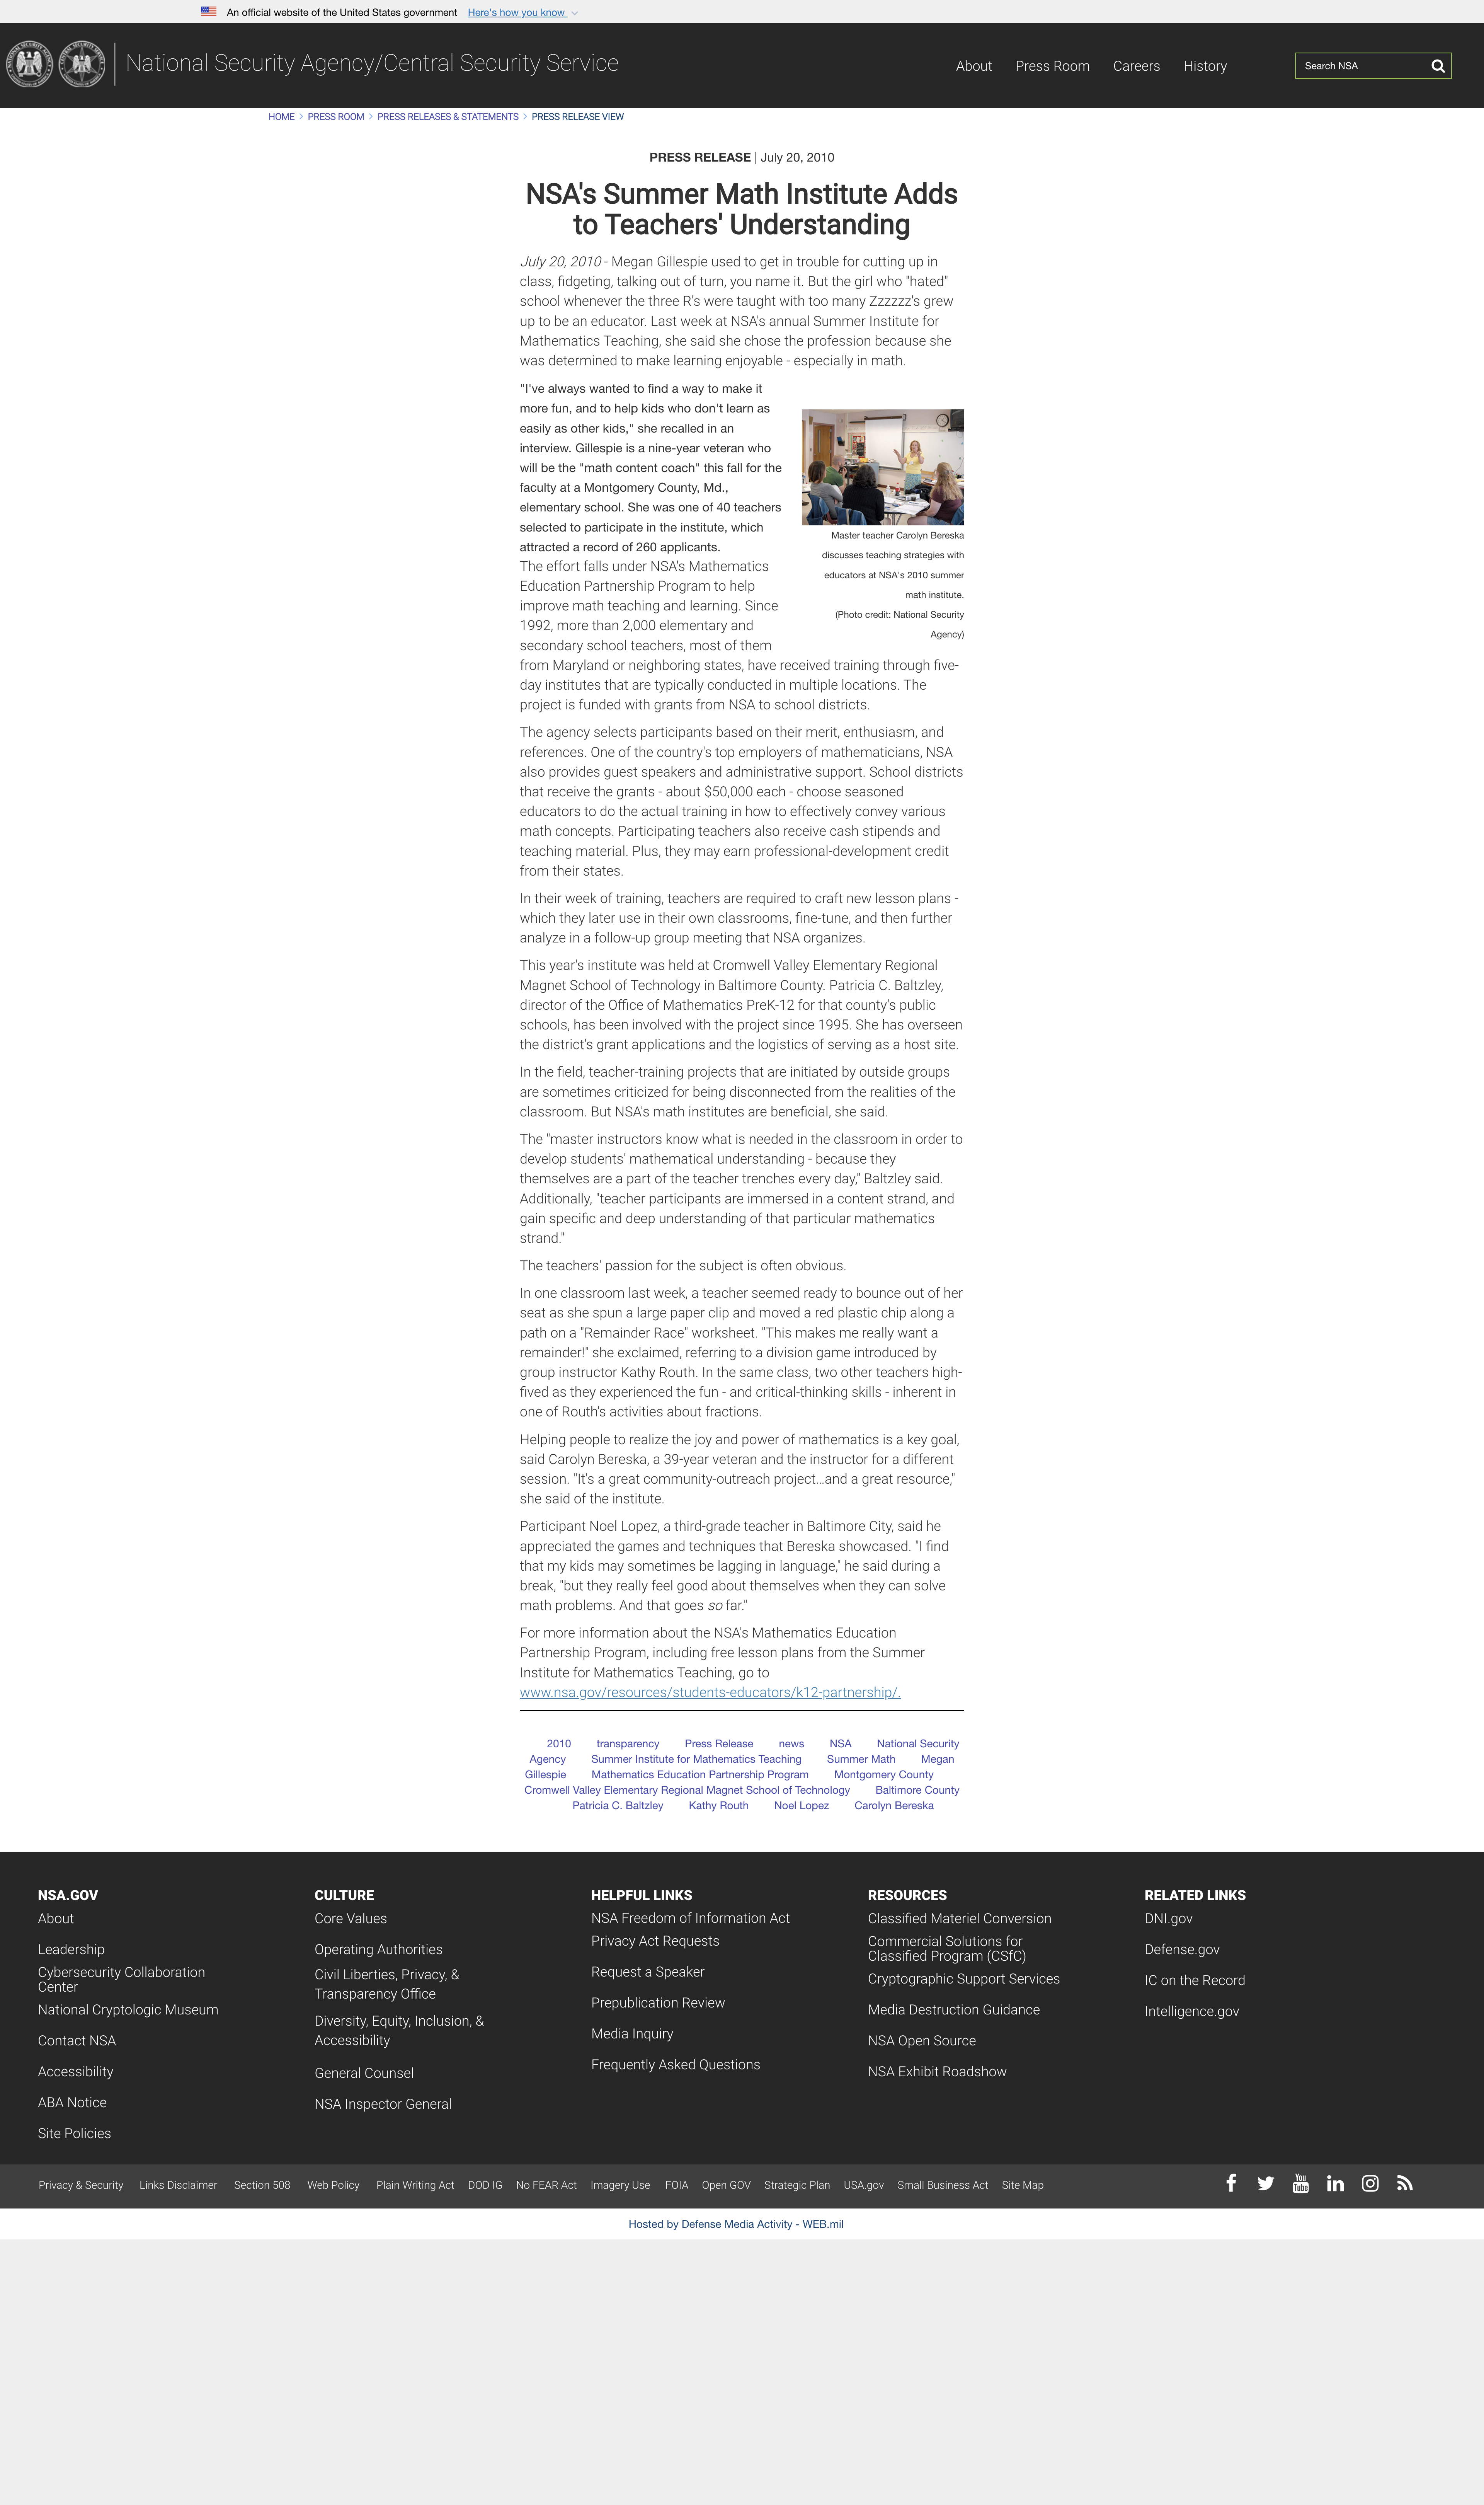 An official website of the United States government Here's how you know
National Security Agency/Central Security Service
About Press Room Careers History
Search NSA
HOME > PRESS ROOM > PRESS RELEASES & STATEMENTS > PRESS RELEASE VIEW
PRESS RELEASE | July 20, 2010
NSA's Summer Math Institute Adds
to Teachers' Understanding
July 20, 2010 - Megan Gillespie used to get in trouble for cutting up in
class, fidgeting, talking out of turn, you name it. But the girl who "hated"
school whenever the three R's were taught with too many Zzzzzz's grew
up to be an educator. Last week at NSA's annual Summer Institute for
Mathematics Teaching, she said she chose the profession because she
was determined to make learning enjoyable - especially in math.
"I've always wanted to find a way to make it
more fun, and to help kids who don't learn as
easily as other kids," she recalled in an
interview. Gillespie is a nine-year veteran who
will be the "math content coach" this fall for the
faculty at a Montgomery County, Md.,
elementary school. She was one of 40 teachers
selected to participate in the institute, which
attracted a record of 260 applicants.
Master teacher Carolyn Bereska
discusses teaching strategies with
educators at NSA's 2010 summer
math institute.
(Photo credit: National Security
Agency)
The effort falls under NSA's Mathematics
Education Partnership Program to help
improve math teaching and learning. Since
1992, more than 2,000 elementary and
secondary school teachers, most of them
from Maryland or neighboring states, have received training through five-
day institutes that are typically conducted in multiple locations. The
project is funded with grants from NSA to school districts.
The agency selects participants based on their merit, enthusiasm, and
references. One of the country's top employers of mathematicians, NSA
also provides guest speakers and administrative support. School districts
that receive the grants - about $50,000 each - choose seasoned
educators to do the actual training in how to effectively convey various
math concepts. Participating teachers also receive cash stipends and
teaching material. Plus, they may earn professional-development credit
from their states.
In their week of training, teachers are required to craft new lesson plans -
which they later use in their own classrooms, fine-tune, and then further
analyze in a follow-up group meeting that NSA organizes.
This year's institute was held at Cromwell Valley Elementary Regional
Magnet School of Technology in Baltimore County. Patricia C. Baltzley,
director of the Office of Mathematics PreK-12 for that county's public
schools, has been involved with the project since 1995. She has overseen
the district's grant applications and the logistics of serving as a host site.
In the field, teacher-training projects that are initiated by outside groups
are sometimes criticized for being disconnected from the realities of the
classroom. But NSA's math institutes are beneficial, she said.
The "master instructors know what is needed in the classroom in order to
develop students' mathematical understanding - because they
themselves are a part of the teacher trenches every day," Baltzley said.
Additionally, "teacher participants are immersed in a content strand, and
gain specific and deep understanding of that particular mathematics
strand."
The teachers' passion for the subject is often obvious.
In one classroom last week, a teacher seemed ready to bounce out of her
seat as she spun a large paper clip and moved a red plastic chip along a
path on a "Remainder Race" worksheet. "This makes me really want a
remainder!" she exclaimed, referring to a division game introduced by
group instructor Kathy Routh. In the same class, two other teachers high-
fived as they experienced the fun - and critical-thinking skills - inherent in
one of Routh's activities about fractions.
Helping people to realize the joy and power of mathematics is a key goal,
said Carolyn Bereska, a 39-year veteran and the instructor for a different
session. "It's a great community-outreach project...and a great resource,"
she said of the institute.
Participant Noel Lopez, a third-grade teacher in Baltimore City, said he
appreciated the games and techniques that Bereska showcased. "I find
that my kids may sometimes be lagging in language," he said during a
break, "but they really feel good about themselves when they can solve
math problems. And that goes so far."
For more information about the NSA's Mathematics Education
Partnership Program, including free lesson plans from the Summer
Institute for Mathematics Teaching, go to
www.nsa.gov/resources/students-educators/k12-partnership/.
2010 transparency Press Release news NSA National Security
Agency Summer Institute for Mathematics Teaching Summer Math Megan
Gillespie Mathematics Education Partnership Program Montgomery County
Cromwell Valley Elementary Regional Magnet School of Technology Baltimore County
Patricia C. Baltzley Kathy Routh Noel Lopez Carolyn Bereska
NSA.GOV
About
Leadership
Cybersecurity Collaboration
Center
National Cryptologic Museum
Contact NSA
Accessibility
ABA Notice
Site Policies
CULTURE
Core Values
Operating Authorities
Civil Liberties, Privacy, &
Transparency Office
Diversity, Equity, Inclusion, &
Accessibility
General Counsel
NSA Inspector General
HELPFUL LINKS
NSA Freedom of Information Act
Privacy Act Requests
Request a Speaker
Prepublication Review
Media Inquiry
Frequently Asked Questions
RESOURCES
Classified Materiel Conversion
Commercial Solutions for
Classified Program (CSfC)
Cryptographic Support Services
Media Destruction Guidance
NSA Open Source
NSA Exhibit Roadshow
RELATED LINKS
DNI.gov
Defense.gov
IC on the Record
Intelligence.gov
Privacy & Security Links Disclaimer Section 508 Web Policy Plain Writing Act DOD IG No FEAR Act Imagery Use FOIA Open GOV Strategic Plan USA.gov Small Business Act Site Map
You Tube in
Hosted by Defense Media Activity - WEB.mil